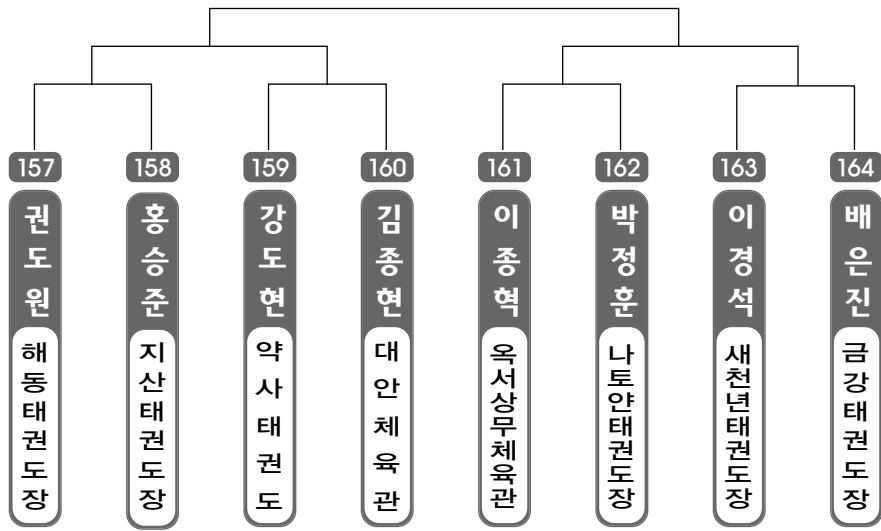 157
권도원
해동태권도장
158
홍승준
지산태권도장
159
강도현
약사태권도
160
김종현
대안체육관
161
이종혁
옥서상무체육관
162
박정훈
나토얀태권도장
163
이경석
새천년태권도장
164
배은진
금강태권도장